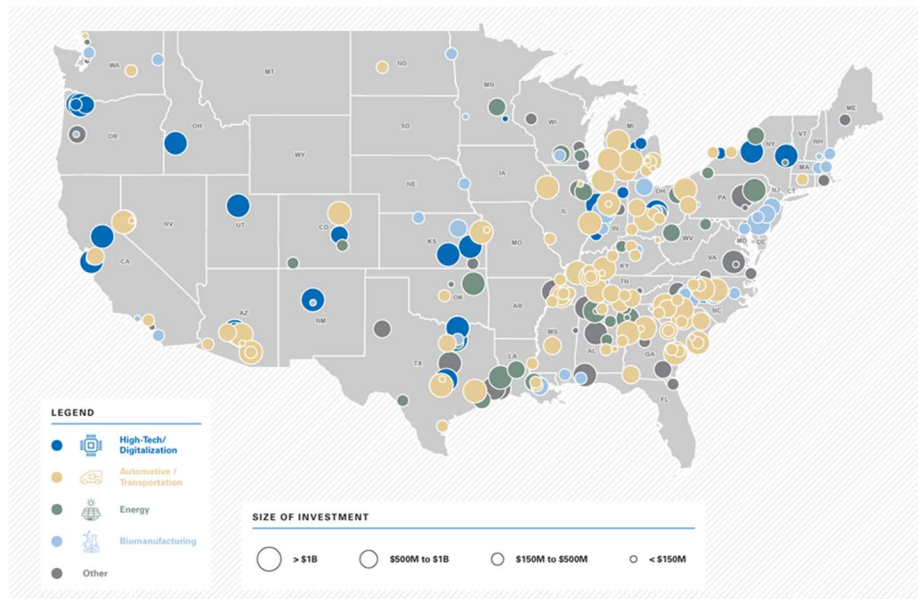 WA
MT
ND
MN
ME
OH
OR
SD
WI
MI
VT
NH
NY
MA
WY
IA
CT
NE
PA
NJ
NV
UT
CO
IL
IN
OH
MD
DE
CA
KS
MO
WV
VA
KY
AZ
NM
OK
AR
TN
NC
MS
AL
GA
TX
LA
FL
LEGEND
High-Tech/
Digitalization
Automotive /
Transportation
Energy
Biomanufacturing
Other
SIZE OF INVESTMENT
> $1B
$500M to $1B
$150M to $500M
< $150M